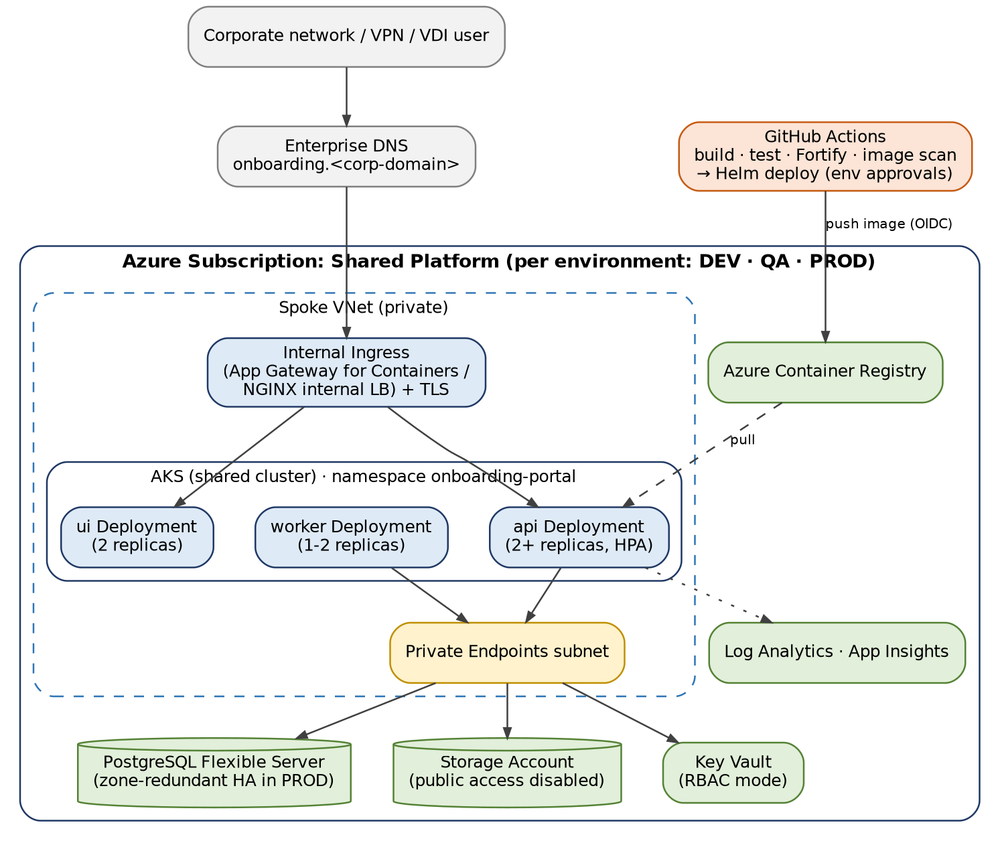 Corporate network / VPN / VDI user
Enterprise DNS
onboarding.<corp-domain>
GitHub Actions
build · test · Fortify · image scan
→ Helm deploy (env approvals)
push image (OIDC)
Azure Subscription: Shared Platform (per environment: DEV · QA · PROD)
Spoke VNet (private)
Internal Ingress
(App Gateway for Containers /
NGINX internal LB) + TLS
Azure Container Registry
pull
AKS (shared cluster) · namespace onboarding-portal
ui Deployment
(2 replicas)
worker Deployment
(1-2 replicas)
api Deployment
(2+ replicas, HPA)
Private Endpoints subnet
Log Analytics · App Insights
PostgreSQL Flexible Server
(zone-redundant HA in PROD)
Storage Account
(public access disabled)
Key Vault
(RBAC mode)